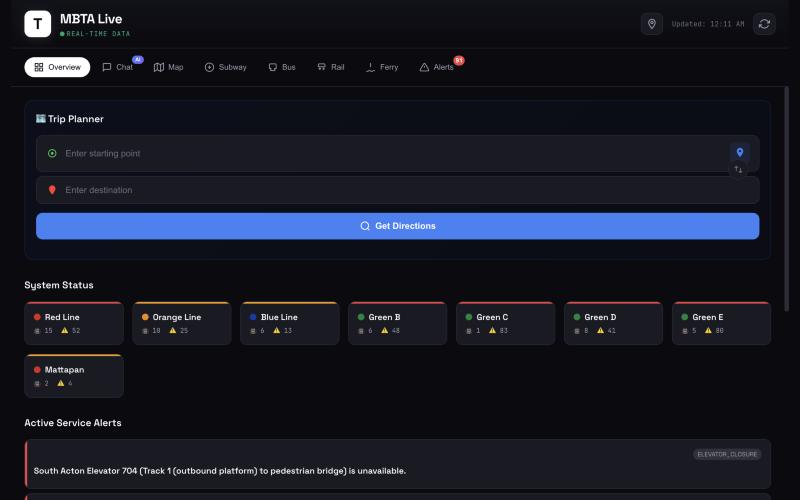 T
MBTA Live
REAL-TIME DATA
Updated: 12:11 AM
Overview
Chat
AI
Map
Subway
Bus
Rail
Ferry
Alerts
51
Trip Planner
Enter starting point
Enter destination
Get Directions
System Status
Red Line
15 52
Orange Line
18 25
Blue Line
6 13
Green B
6 48
Green C
1 83
Green D
8 41
Green E
5 80
Mattapan
2 4
Active Service Alerts
ELEVATOR_CLOSURE
South Acton Elevator 704 (Track 1 (outbound platform) to pedestrian bridge) is unavailable.